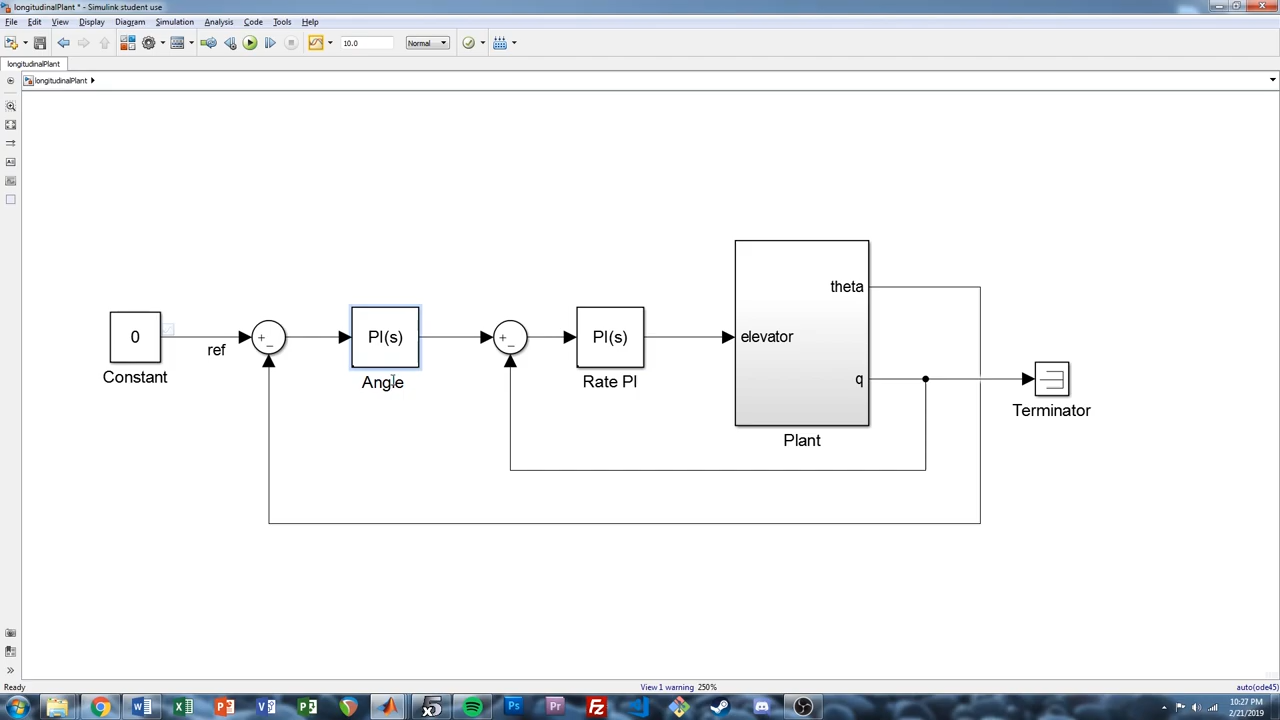 longitudinalPlant * - Simulink student use
File Edit View Display Diagram Simulation Analysis Code Tools Help
10.0 Normal
longitudinalPlant
longitudinalPlant
0
Constant
ref
+
_
PI(s)
Angle
+
_
PI(s)
Rate PI
theta
elevator
q
Plant
Terminator
Ready View 1 warning 250% auto(ode45)
10:27 PM
2/21/2019